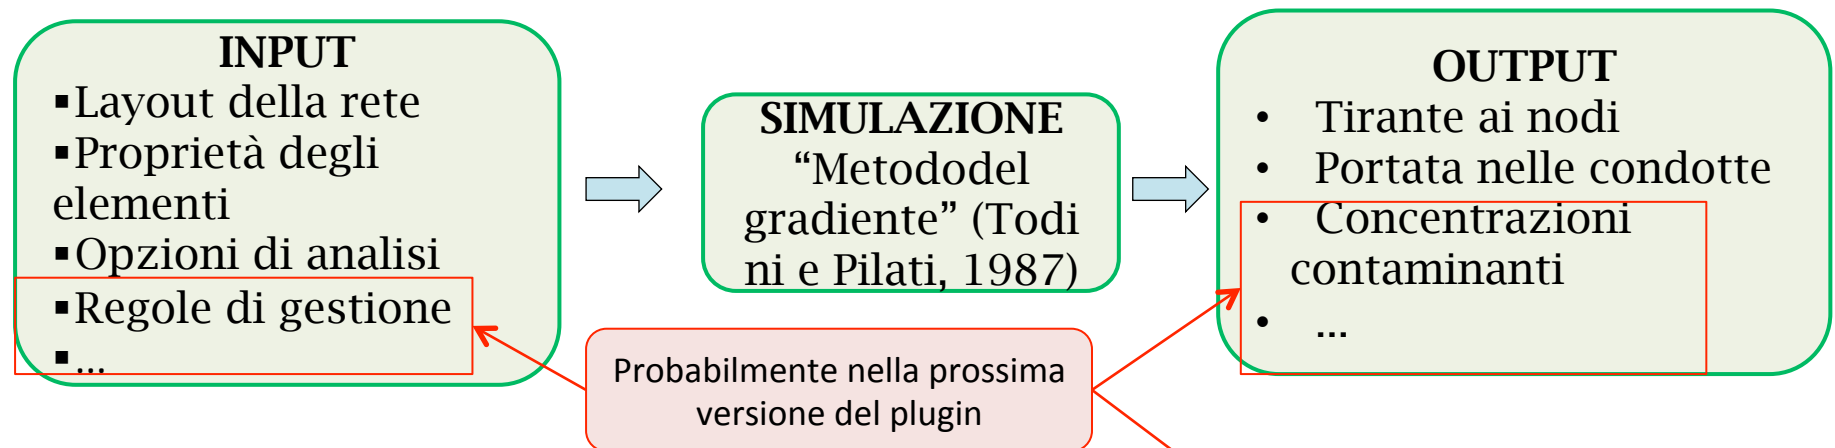 INPUT
▪Layout della rete
▪Proprietà degli
elementi
▪Opzioni di analisi
▪Regole di gestione
▪...
SIMULAZIONE
“Metododel
gradiente” (Todi
ni e Pilati, 1987)
OUTPUT
• Tirante ai nodi
• Portata nelle condotte
• Concentrazioni
contaminanti
• ...
Probabilmente nella prossima
versione del plugin